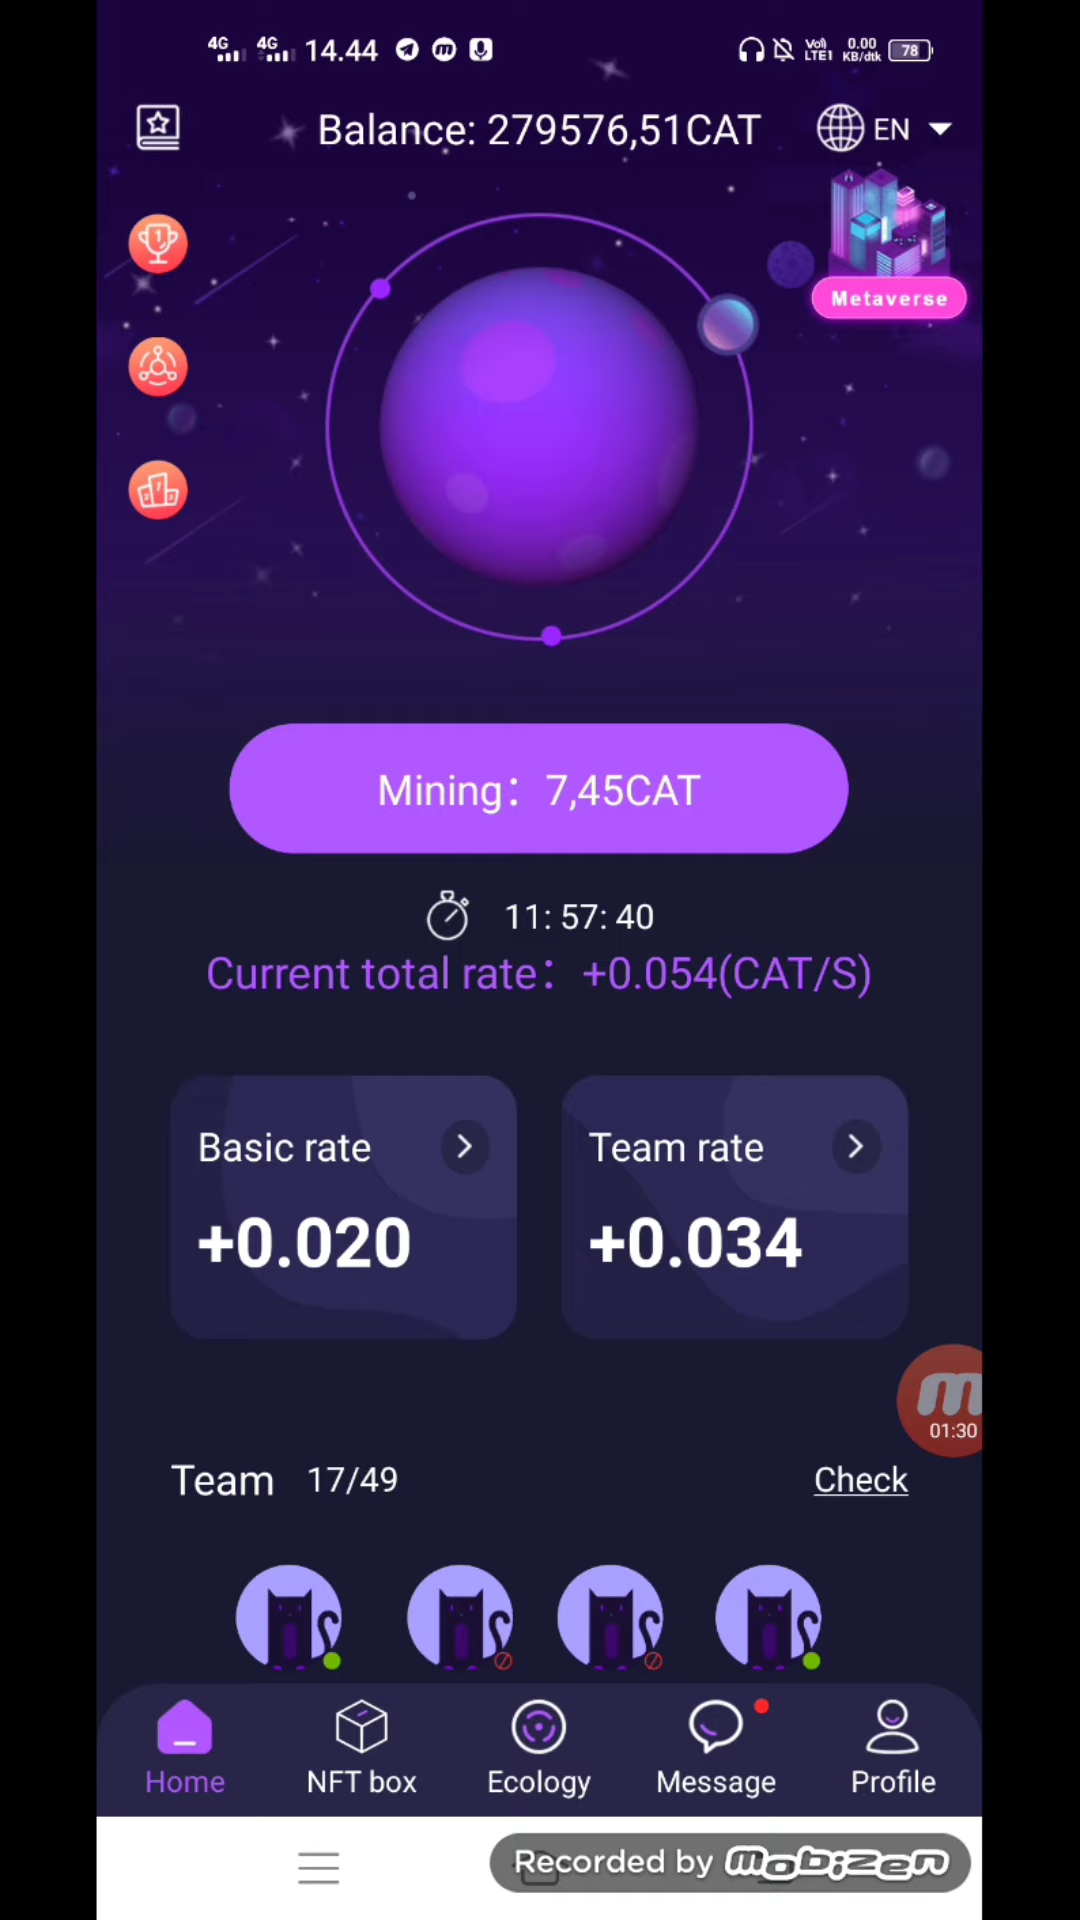 4G 4G 14.44 VoI) LTE1 0.00 KB/dtk 78
Balance: 279576,51CAT EN
Metaverse
Mining: 7,45CAT
11: 57: 40
Current total rate: +0.054(CAT/S)
Basic rate Team rate
+0.020 +0.034
01:30
Team 17/49 Check
Home NFT box Ecology Message Profile
Recorded by mobizen